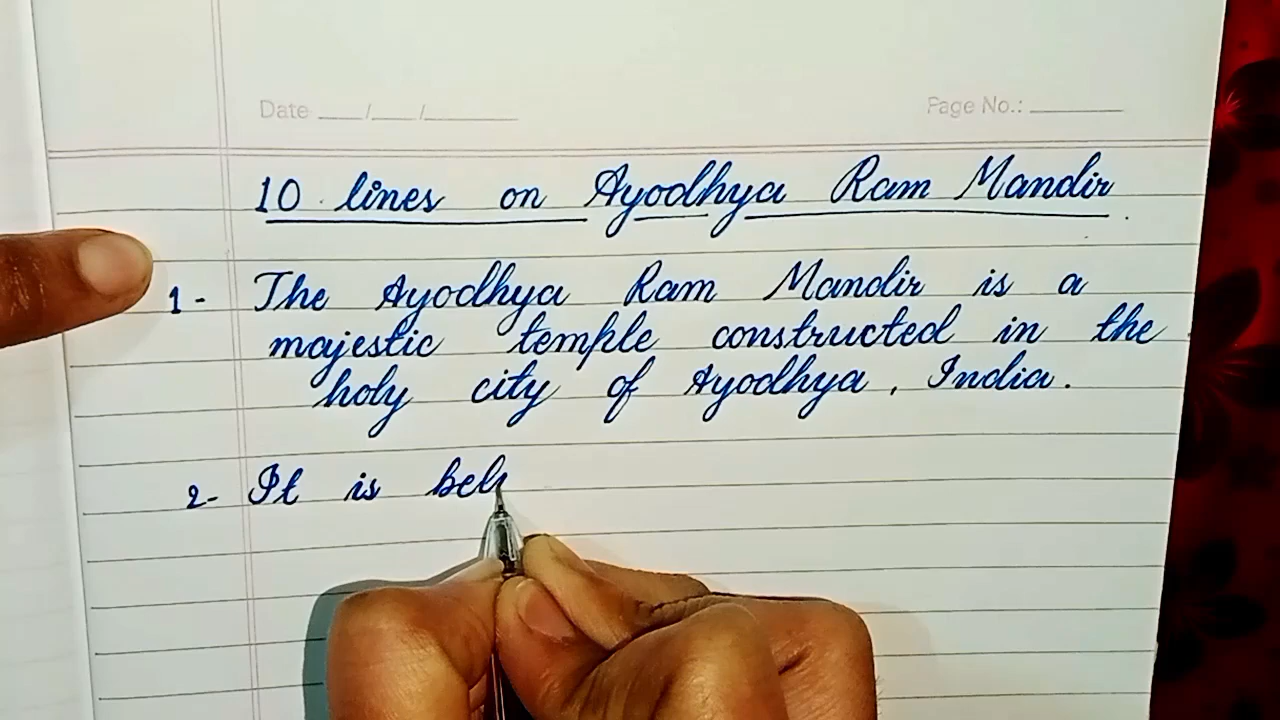 Date ___/___/______
Page No.: ________
10 lines on Ayodhya Ram Mandir
1- The Ayodhya Ram Mandir is a
majestic temple constructed in the
holy city of Ayodhya, India.
2- It is beli